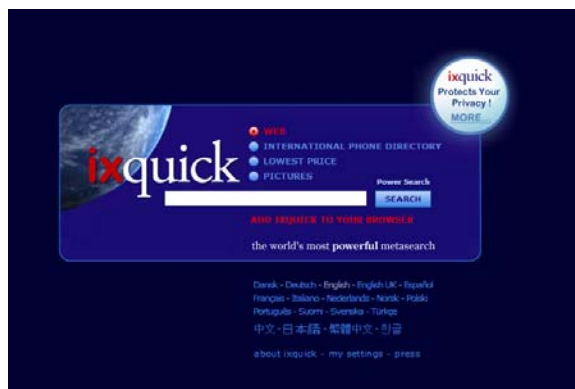 ixquick
Protects Your
Privacy !
MORE
ixquick
WEB
INTERNATIONAL PHONE DIRECTORY
LOWEST PRICE
PICTURES
Power Search
SEARCH
ADD IXQUICK TO YOUR BROWSER
the world's most powerful metasearch
Dansk - Deutsch - English - English UK - Español
Français - Italiano - Nederlands - Norsk - Polski
Português - Suomi - Svenska - Türkçe
中文 - 日本語 - 繁體中文 - 한글
about ixquick - my settings - press